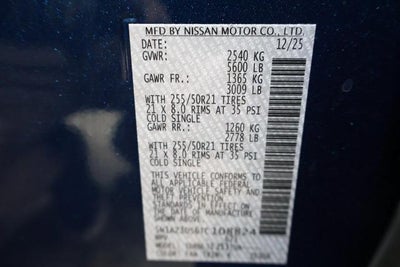 MFD BY NISSAN MOTOR CO., LTD.
DATE: 12/25
GVWR: 2540 KG
5600 LB
GAWR FR.: 1365 KG
3009 LB
WITH 255/50R21 TIRES
21 X 8.0 RIMS AT 35 PSI
COLD SINGLE
GAWR RR.: 1260 KG
2778 LB
WITH 255/50R21 TIRES
21 X 8.0 RIMS AT 35 PSI
COLD SINGLE
THIS VEHICLE CONFORMS TO
ALL APPLICABLE FEDERAL
MOTOR VEHICLE SAFETY AND
THEFT PREVENTION
STANDARDS IN EFFECT ON
THE DATE OF MANUFACTURE
SHOWN ABOVE.
MPV